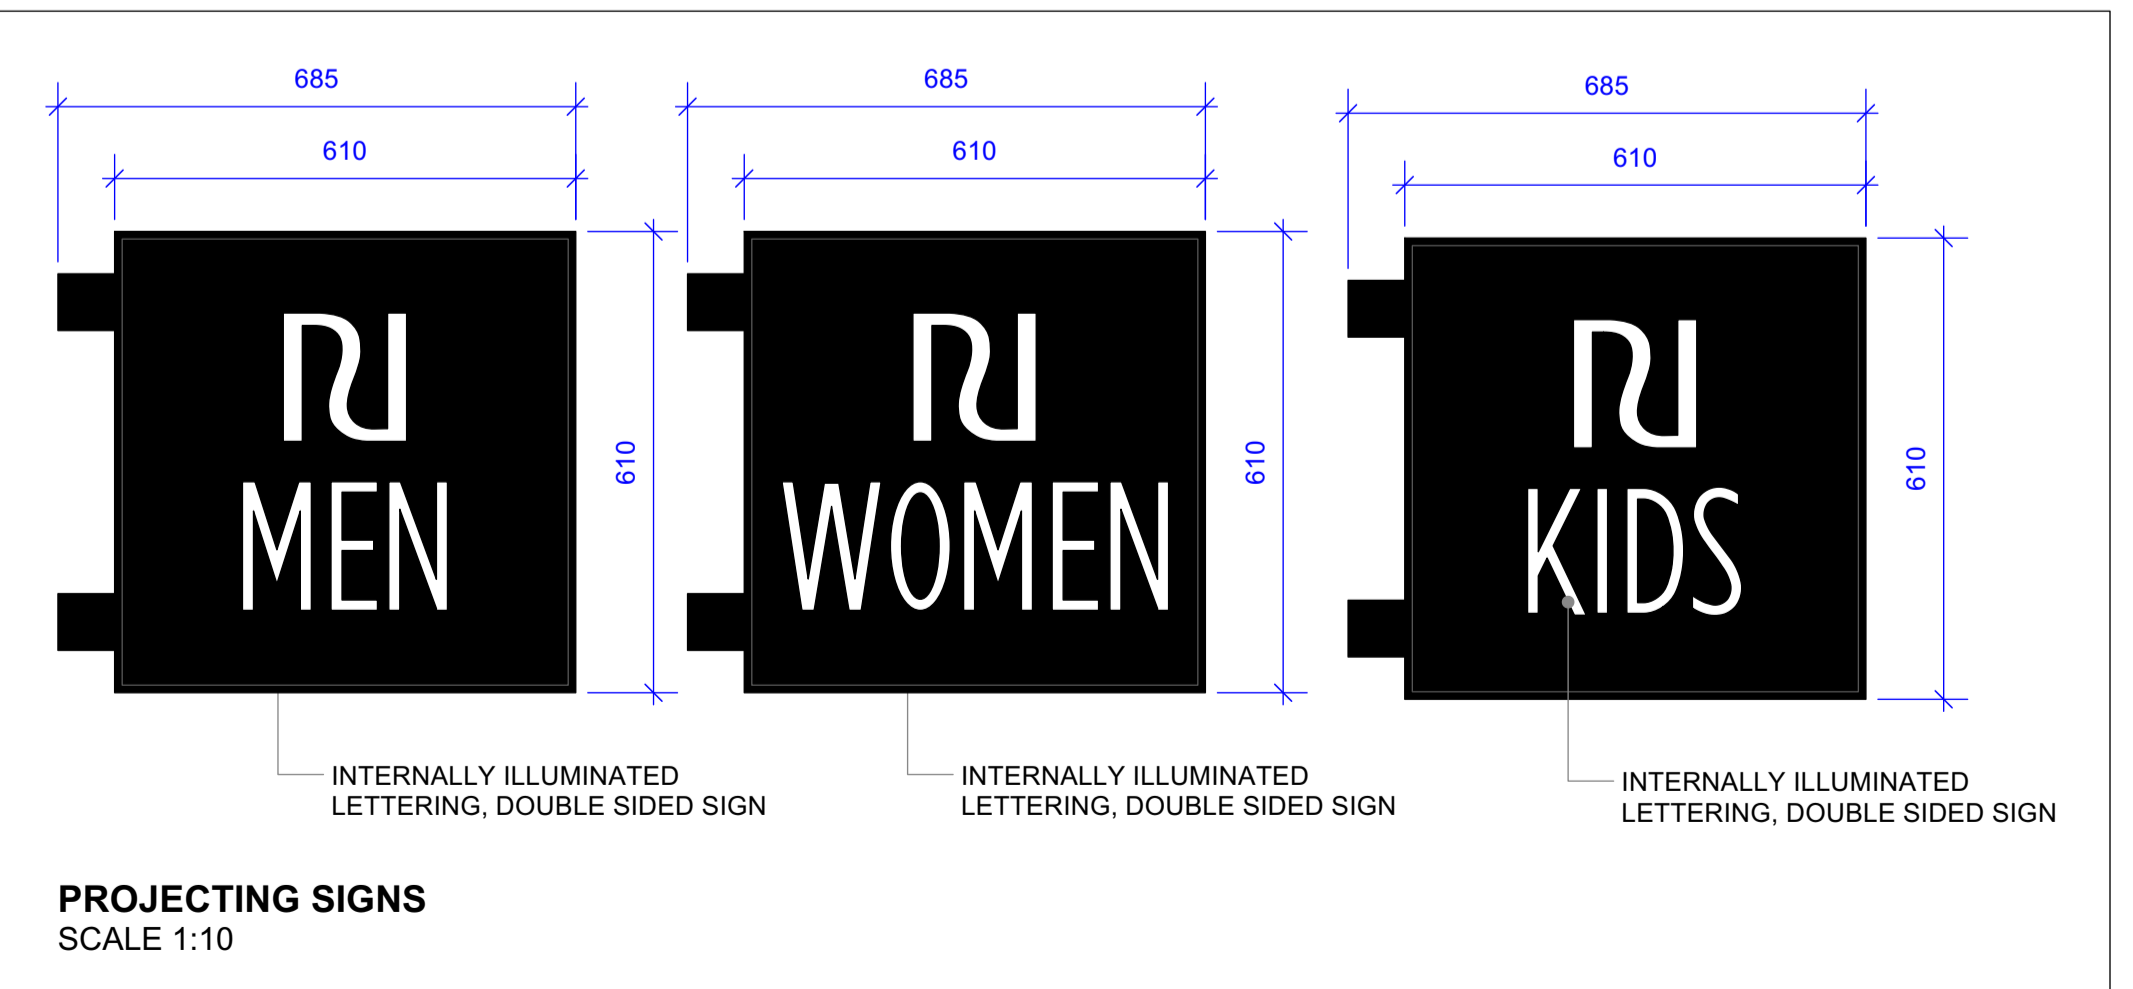 685 685 685
610 610 610
MEN WOMEN KIDS
610 610 610
INTERNALLY ILLUMINATED
LETTERING, DOUBLE SIDED SIGN
INTERNALLY ILLUMINATED
LETTERING, DOUBLE SIDED SIGN
INTERNALLY ILLUMINATED
LETTERING, DOUBLE SIDED SIGN
PROJECTING SIGNS
SCALE 1:10